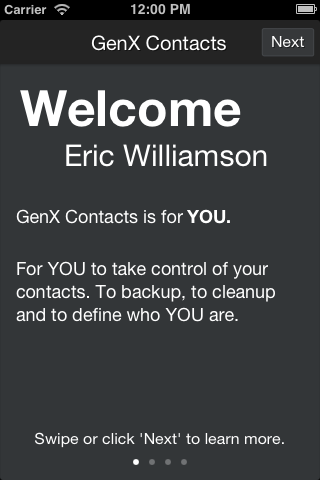 Carrier 12:00 PM
GenX Contacts Next
Welcome
Eric Williamson
GenX Contacts is for YOU.
For YOU to take control of your
contacts. To backup, to cleanup
and to define who YOU are.
Swipe or click 'Next' to learn more.